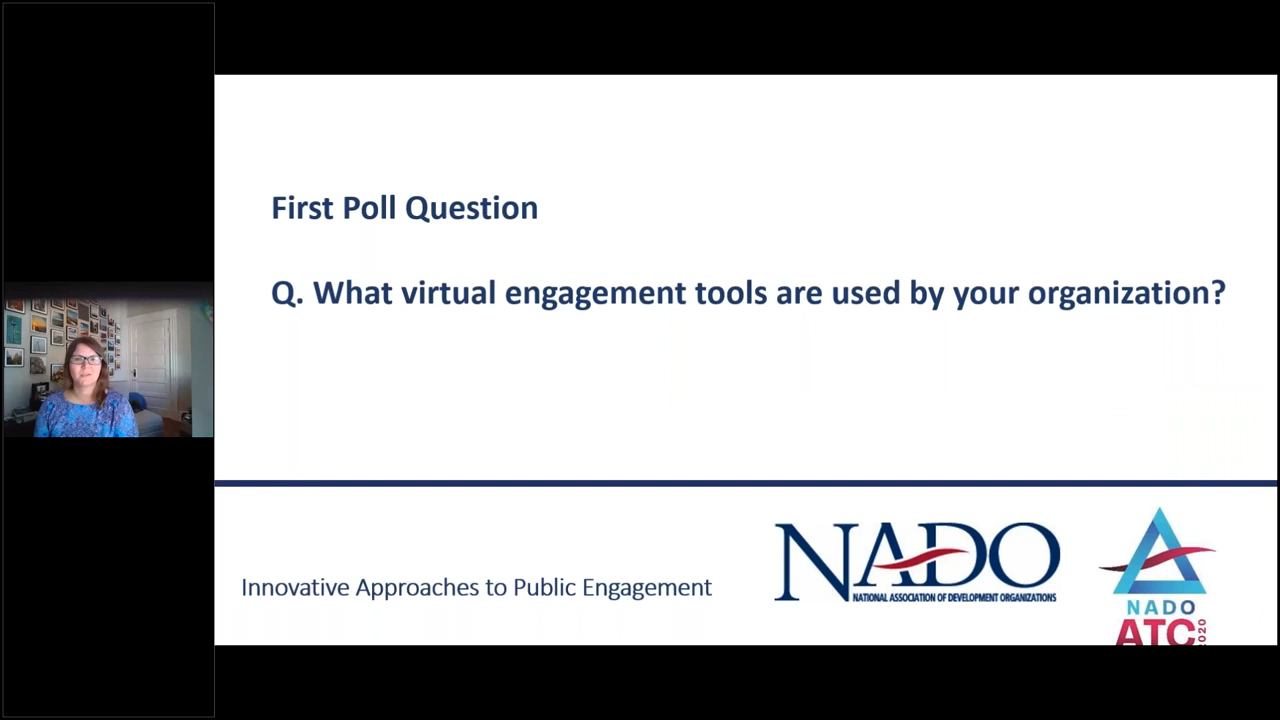 First Poll Question
Q. What virtual engagement tools are used by your organization?
Innovative Approaches to Public Engagement
NADO
NATIONAL ASSOCIATION OF DEVELOPMENT ORGANIZATIONS
NADO
ATC 2020